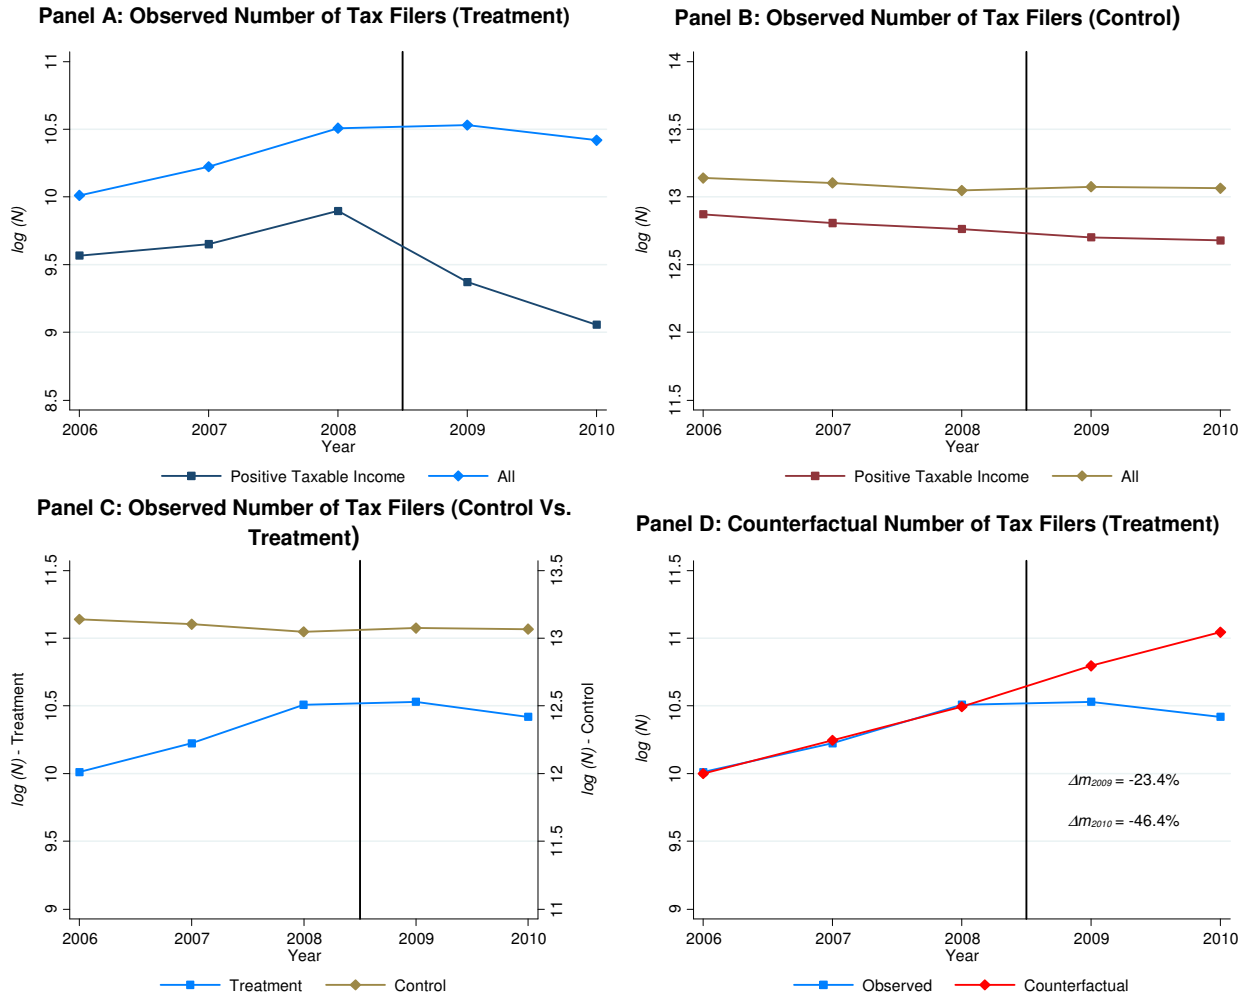 Panel A: Observed Number of Tax Filers (Treatment)
log (N)
11
10.5
10
9.5
9
8.5
2006 2007 2008 2009 2010
Year
Positive Taxable Income All
Panel B: Observed Number of Tax Filers (Control)
log (N)
14
13.5
13
12.5
12
11.5
2006 2007 2008 2009 2010
Year
Positive Taxable Income All
Panel C: Observed Number of Tax Filers (Control Vs.
Treatment)
log (N) - Treatment
11.5
11
10.5
10
9.5
9
13.5
13
12.5
12
11.5
11
log (N) - Control
2006 2007 2008 2009 2010
Year
Treatment Control
Panel D: Counterfactual Number of Tax Filers (Treatment)
log (N)
11.5
11
10.5
10
9.5
9
Δm2009 = -23.4%
Δm2010 = -46.4%
2006 2007 2008 2009 2010
Year
Observed Counterfactual